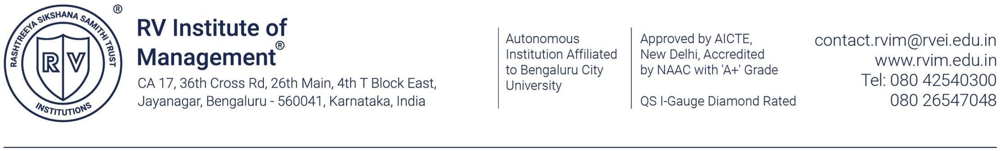 RASHTREEYA SIKSHANA SAMITHI TRUST
®
RV
INSTITUTIONS
RV Institute of
Management®
CA 17, 36th Cross Rd, 26th Main, 4th T Block East,
Jayanagar, Bengaluru - 560041, Karnataka, India
Autonomous
Institution Affiliated
to Bengaluru City
University
Approved by AICTE,
New Delhi, Accredited
by NAAC with 'A+' Grade
QS I-Gauge Diamond Rated
contact.rvim@rvei.edu.in
www.rvim.edu.in
Tel: 080 42540300
080 26547048